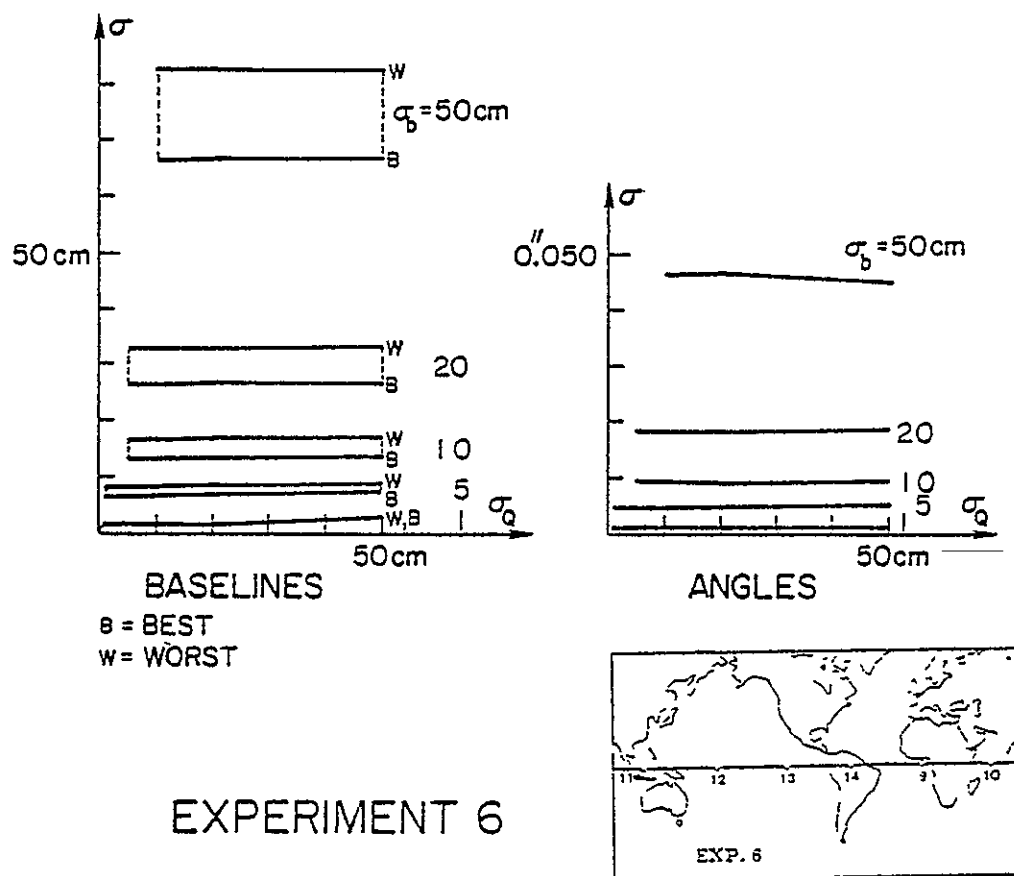 σ
W
σb=50cm
B
50cm
W
20
B
W
10
B
W
5
B
W,B
1
σQ
50cm
BASELINES
B = BEST
W = WORST
σ
0."050
σb=50cm
20
10
5
1
σQ
50cm
ANGLES
11
12
13
14
9
10
EXP. 6
EXPERIMENT 6